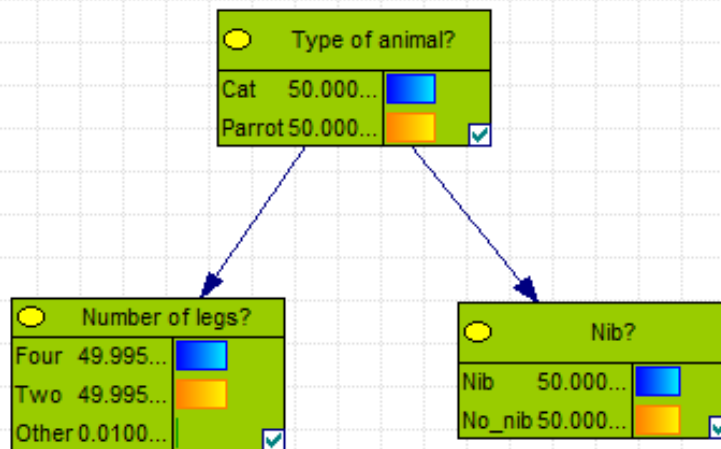 Type of animal?
Cat 50.000...
Parrot 50.000...
Number of legs?
Four 49.995...
Two 49.995...
Other 0.0100...
Nib?
Nib 50.000...
No_nib 50.000...